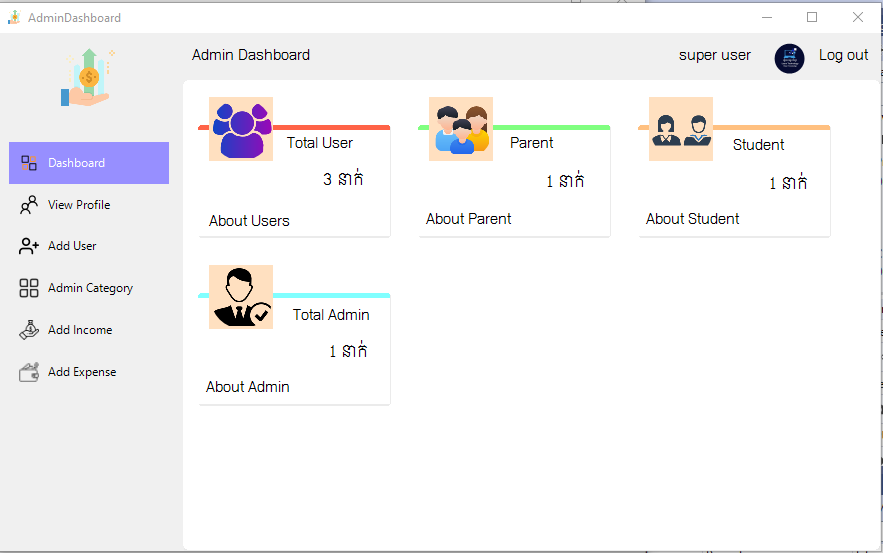 AdminDashboard
Admin Dashboard
super user
Log out
Dashboard
View Profile
Add User
Admin Category
Add Income
Add Expense
Total User
3 នាក់
About Users
Parent
1 នាក់
About Parent
Student
1 នាក់
About Student
Total Admin
1 នាក់
About Admin